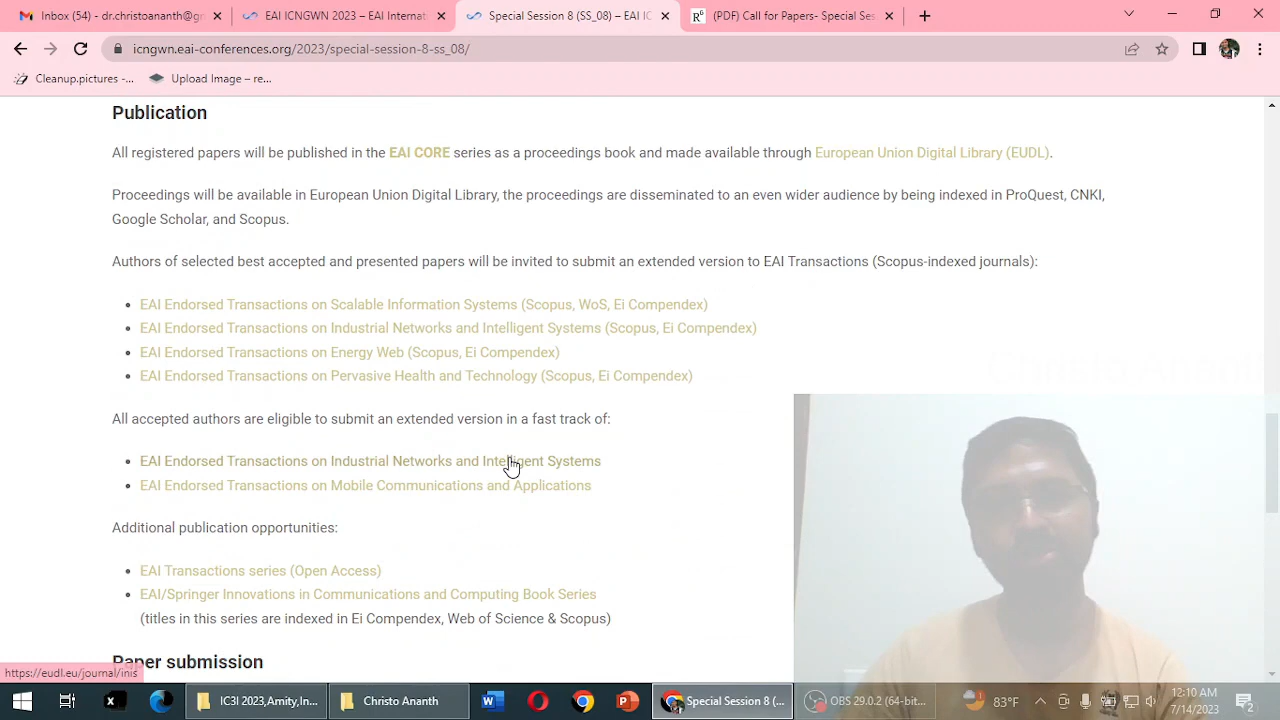 Inbox (54) - dr.christoananth@gr
EAI ICNGWN 2023 – EAI Internat
Special Session 8 (SS_08) – EAI IC
(PDF) Call for Papers- Special Ses
icngwn.eai-conferences.org/2023/special-session-8-ss_08/
Cleanup.pictures -...
Upload Image – re...
Publication
All registered papers will be published in the EAI CORE series as a proceedings book and made available through European Union Digital Library (EUDL).
Proceedings will be available in European Union Digital Library, the proceedings are disseminated to an even wider audience by being indexed in ProQuest, CNKI,
Google Scholar, and Scopus.
Authors of selected best accepted and presented papers will be invited to submit an extended version to EAI Transactions (Scopus-indexed journals):
EAI Endorsed Transactions on Scalable Information Systems (Scopus, WoS, Ei Compendex)
EAI Endorsed Transactions on Industrial Networks and Intelligent Systems (Scopus, Ei Compendex)
EAI Endorsed Transactions on Energy Web (Scopus, Ei Compendex)
EAI Endorsed Transactions on Pervasive Health and Technology (Scopus, Ei Compendex)
Christo Ananth
All accepted authors are eligible to submit an extended version in a fast track of:
EAI Endorsed Transactions on Industrial Networks and Intelligent Systems
EAI Endorsed Transactions on Mobile Communications and Applications
Additional publication opportunities:
EAI Transactions series (Open Access)
EAI/Springer Innovations in Communications and Computing Book Series
(titles in this series are indexed in Ei Compendex, Web of Science & Scopus)
Paper submission
https://eudl.eu/journal/inis
IC3I 2023,Amity,In...
Christo Ananth
Special Session 8 (...
OBS 29.0.2 (64-bit...
83°F
12:10 AM
7/14/2023
2